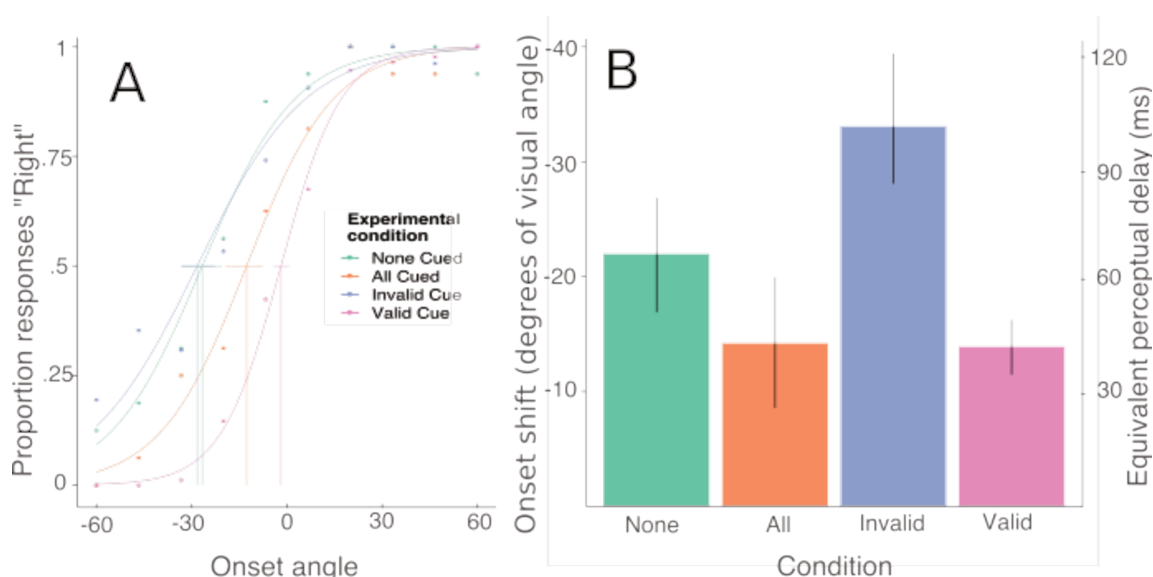 A
Proportion responses "Right"
1
.75
.5
.25
0
-60
-30
0
30
60
Onset angle
Experimental
condition
None Cued
All Cued
Invalid Cue
Valid Cue
B
Onset shift (degrees of visual angle)
-40
-30
-20
-10
120
90
60
30
Equivalent perceptual delay (ms)
None
All
Invalid
Valid
Condition